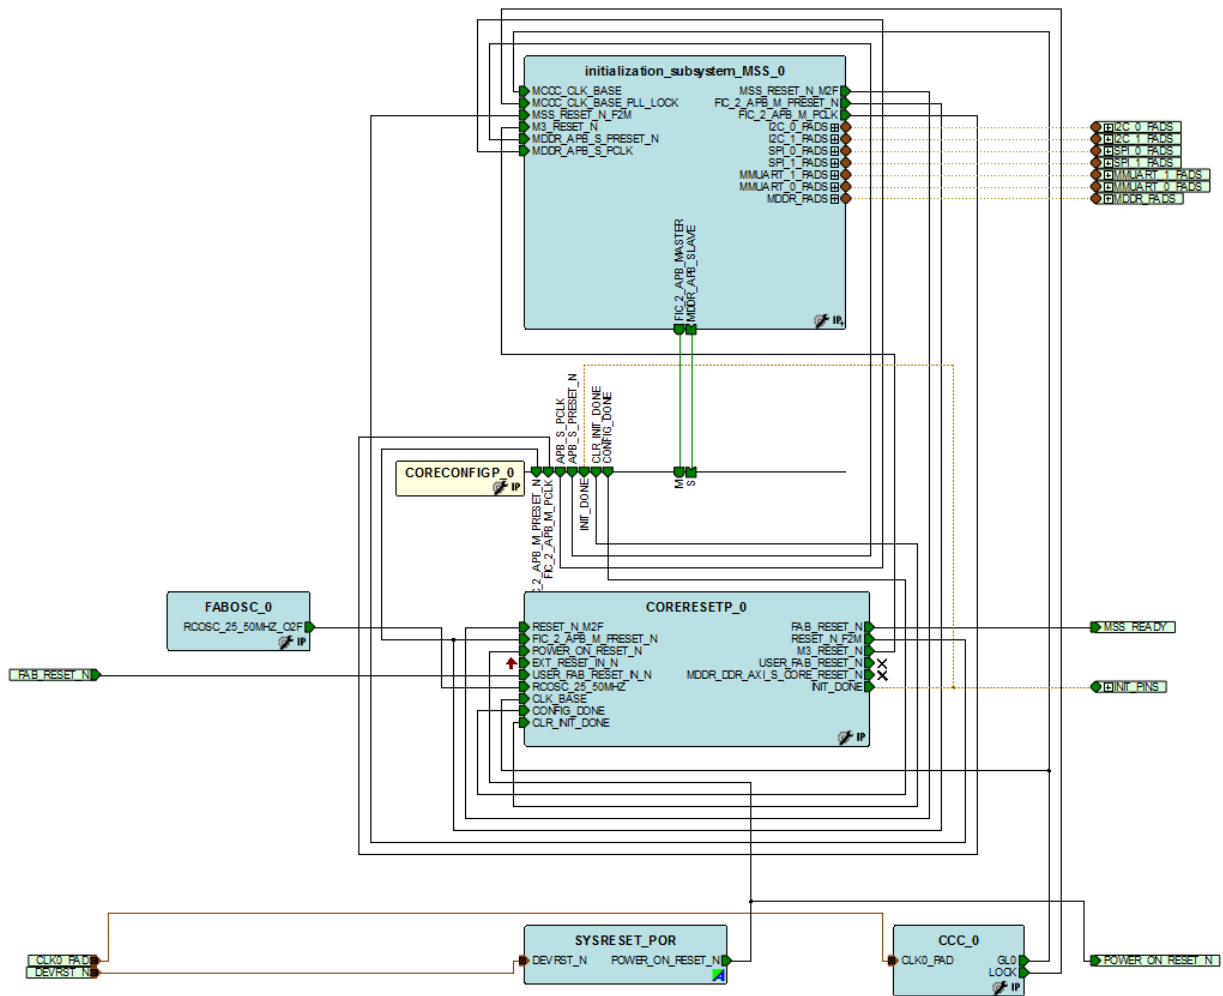 initialization_subsystem_MSS_0
MCCC_CLK_BASE
MCCC_CLK_BASE_PLL_LOCK
MSS_RESET_N_F2M
M3_RESET_N
MDDR_APB_S_PRESET_N
MDDR_APB_S_PCLK
MSS_RESET_N_M2F
FIC_2_APB_M_PRESET_N
FIC_2_APB_M_PCLK
I2C_0_PADS
I2C_1_PADS
SPI_0_PADS
SPI_1_PADS
MMUART_1_PADS
MMUART_0_PADS
MDDR_PADS
I2C_0_PADS
I2C_1_PADS
SPI_0_PADS
SPI_1_PADS
MMUART_1_PADS
MMUART_0_PADS
MDDR_PADS
FIC_2_APB_MASTER
MDDR_APB_SLAVE
IP
APB_S_PCLK
APB_S_PRESET_N
CLR_INIT_DONE
CONFIG_DONE
CORECONFIGP_0
IP
C_2_APB_M_PRESET_N
FIC_2_APB_M_PCLK
INIT_DONE
M
S
FABOSC_0
RCOSC_25_50MHZ_O2F
IP
CORERESETP_0
RESET_N_M2F
FIC_2_APB_M_PRESET_N
POWER_ON_RESET_N
EXT_RESET_IN_N
USER_FAB_RESET_IN_N
RCOSC_25_50MHZ
CLK_BASE
CONFIG_DONE
CLR_INIT_DONE
FAB_RESET_N
RESET_N_F2M
M3_RESET_N
USER_FAB_RESET_N
MDDR_DDR_AXI_S_CORE_RESET_N
INIT_DONE
IP
MSS_READY
FAB_RESET_N
INIT_PINS
CLK0_PAD
DEVRST_N
SYSRESET_POR
DEVRST_N
POWER_ON_RESET_N
CCC_0
CLK0_PAD
GL0
LOCK
IP
POWER_ON_RESET_N